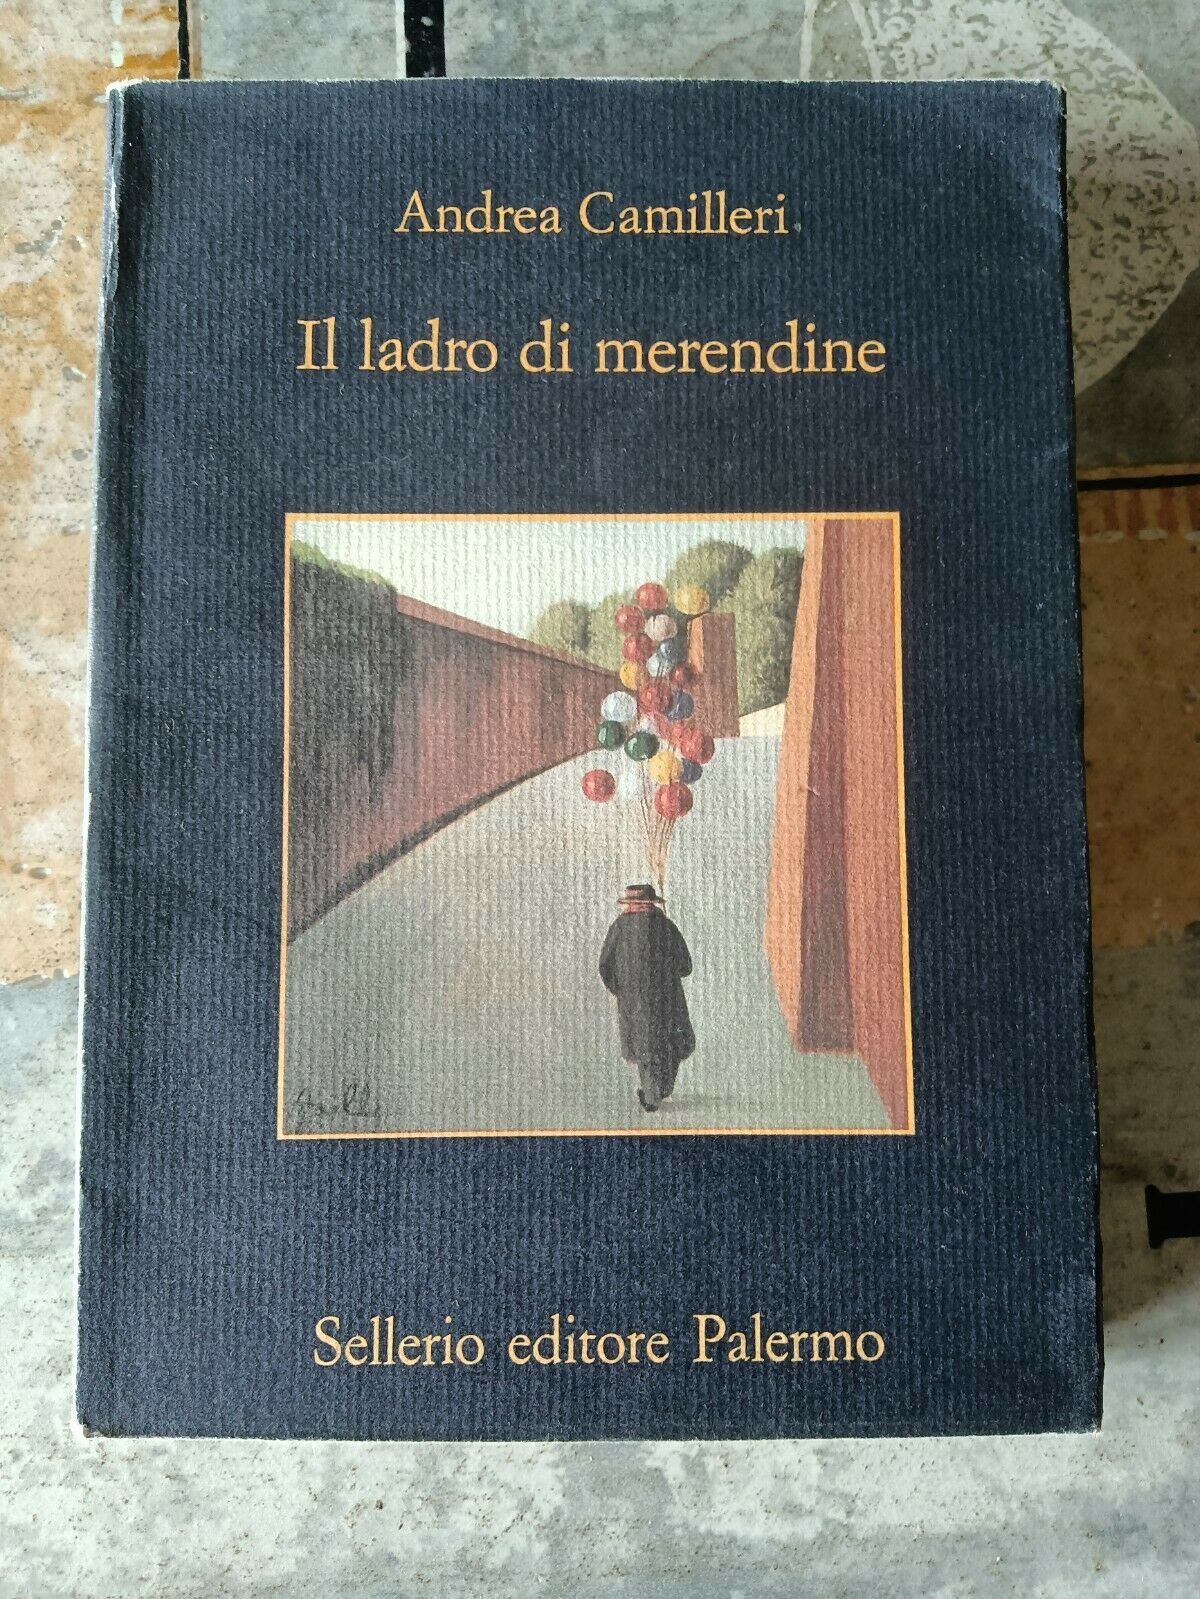 Andrea Camilleri
Il ladro di merendine
Sellerio editore Palermo